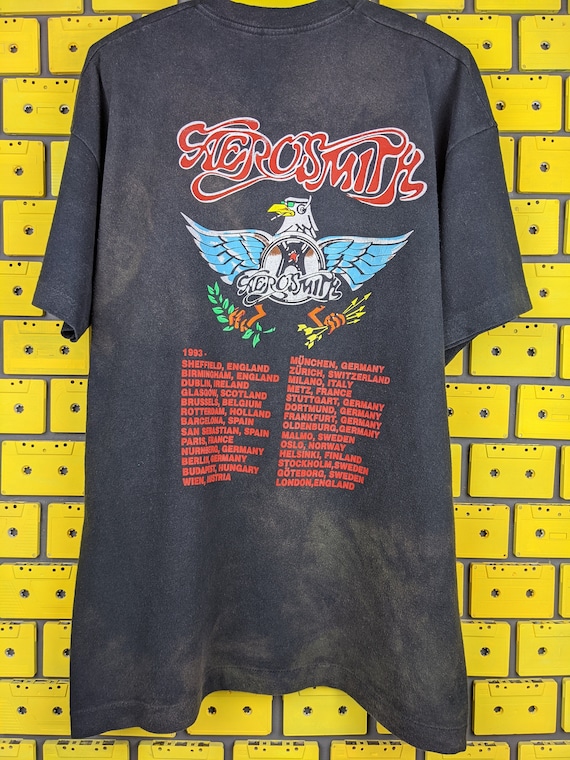 AEROSMITH
AEROSMITH
1993 -
SHEFFIELD, ENGLAND
BIRMINGHAM, ENGLAND
DUBLIN, IRELAND
GLASGOW, SCOTLAND
BRUSSELS, BELGIUM
ROTTERDAM, HOLLAND
BARCELONA, SPAIN
SAN SEBASTIAN, SPAIN
PARIS, FRANCE
NURNBERG, GERMANY
BERLIN, GERMANY
BUDAPEST, HUNGARY
WIEN, AUSTRIA
MÜNCHEN, GERMANY
ZÜRICH, SWITZERLAND
MILANO, ITALY
METZ, FRANCE
STUTTGART, GERMANY
DORTMUND, GERMANY
FRANKFURT, GERMANY
OLDENBURG, GERMANY
MALMO, SWEDEN
OSLO, NORWAY
HELSINKI, FINLAND
STOCKHOLM, SWEDEN
GÖTEBORG, SWEDEN
LONDON, ENGLAND